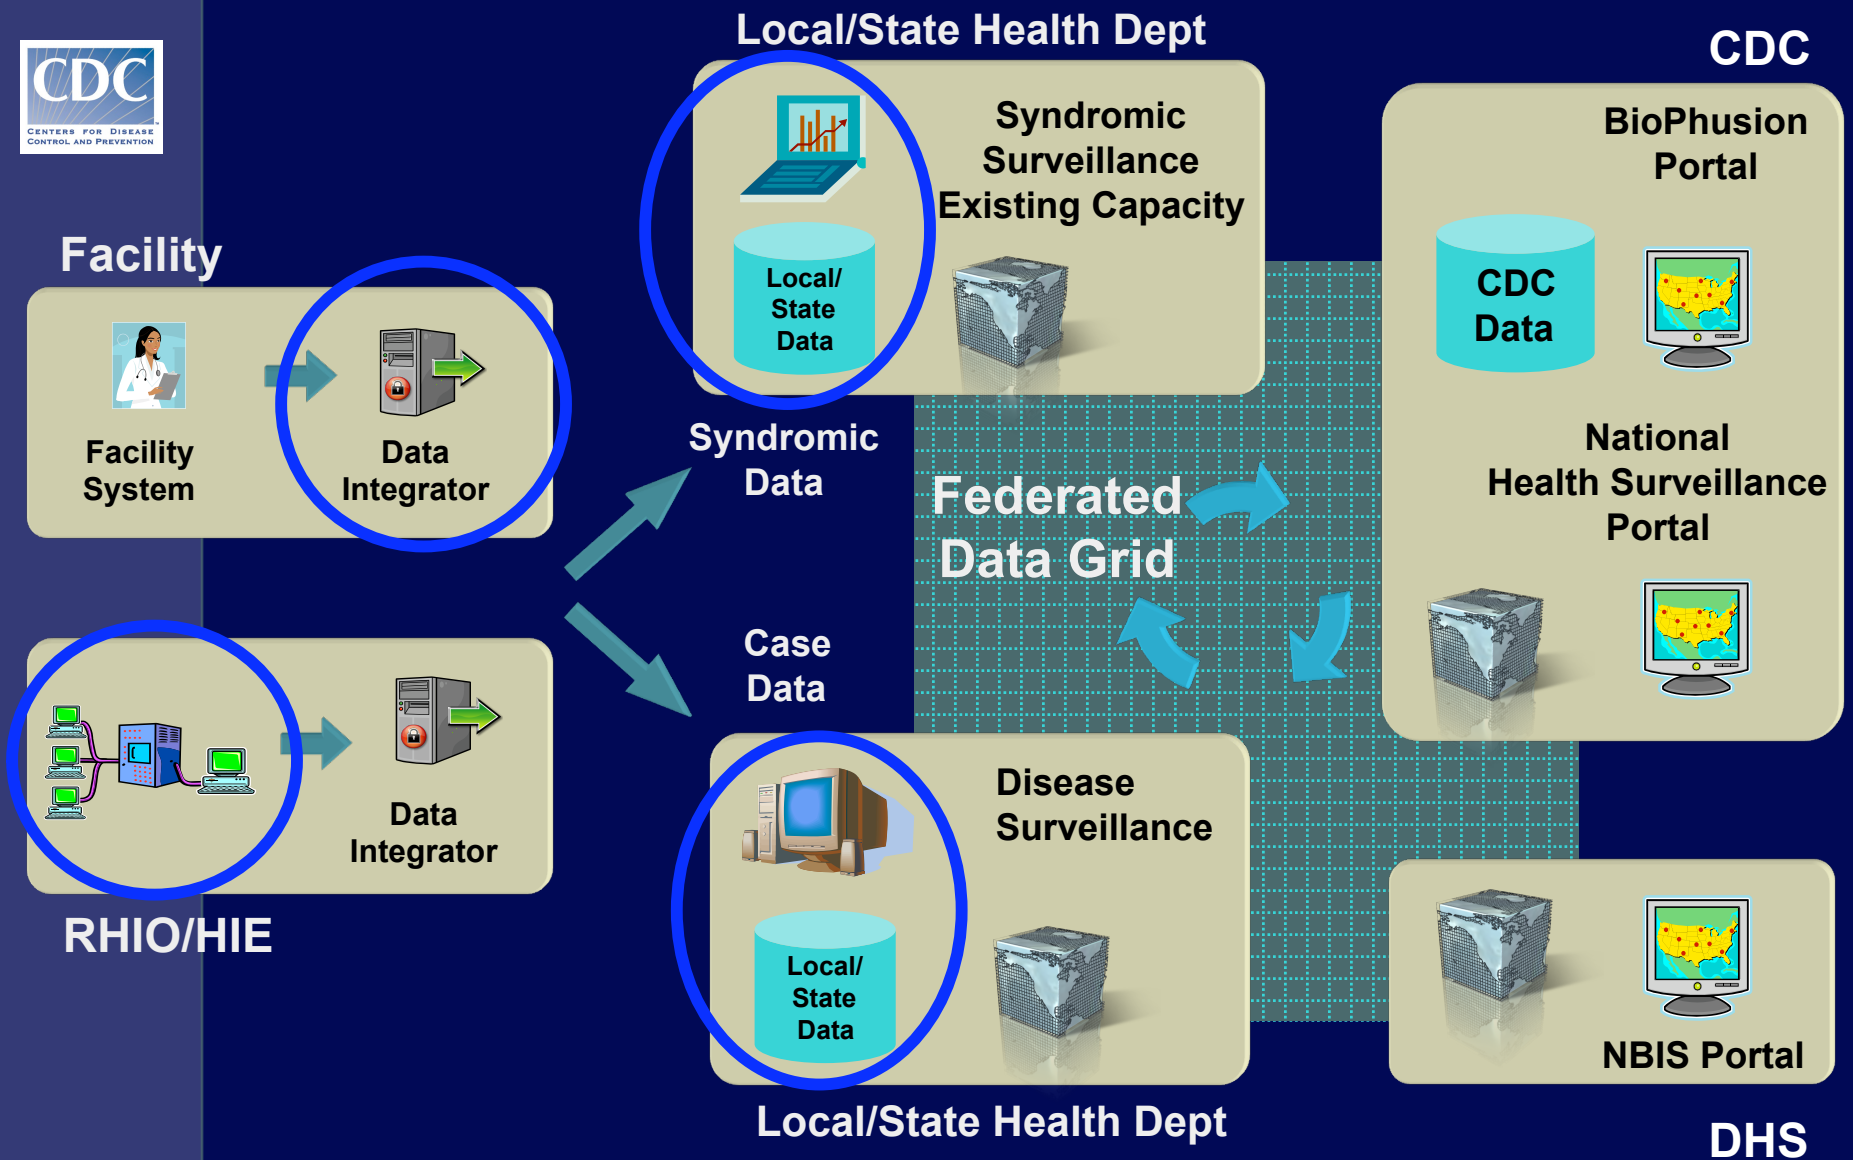 CDC
CENTERS FOR DISEASE
CONTROL AND PREVENTION
Facility
Facility
System
Data
Integrator
Data
Integrator
RHIO/HIE
Local/State Health Dept
Syndromic
Surveillance
Existing Capacity
Local/
State
Data
Syndromic
Data
Case
Data
Federated
Data Grid
Disease
Surveillance
Local/
State
Data
Local/State Health Dept
CDC
BioPhusion
Portal
CDC
Data
National
Health Surveillance
Portal
NBIS Portal
DHS